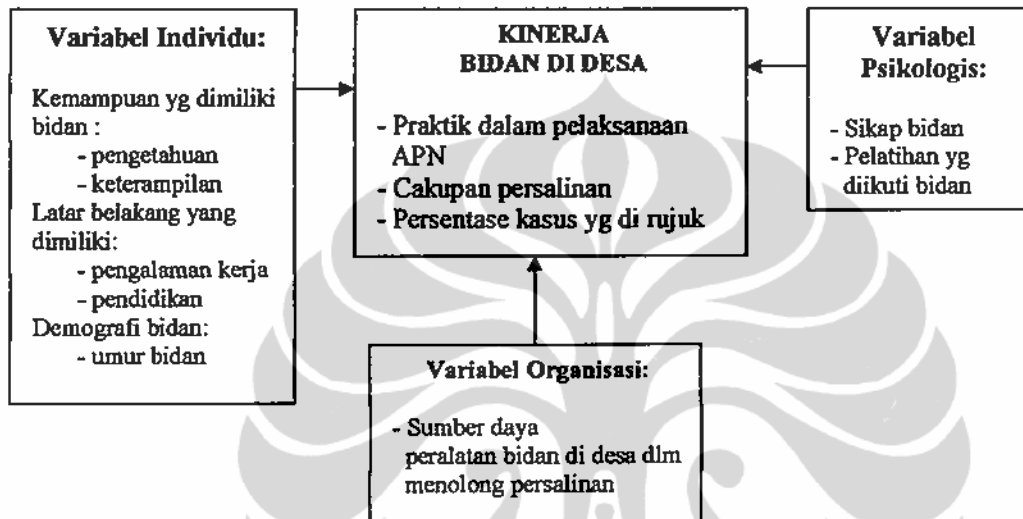 Variabel Individu:
Kemampuan yg dimiliki
bidan :
- pengetahuan
- keterampilan
Latar belakang yang
dimiliki:
- pengalaman kerja
- pendidikan
Demografi bidan:
- umur bidan
KINERJA
BIDAN DI DESA
- Praktik dalam pelaksanaan
APN
- Cakupan persalinan
- Persentase kasus yg di rujuk
Variabel
Psikologis:
- Sikap bidan
- Pelatihan yg
diikuti bidan
Variabel Organisasi:
- Sumber daya
peralatan bidan di desa dlm
menolong persalinan